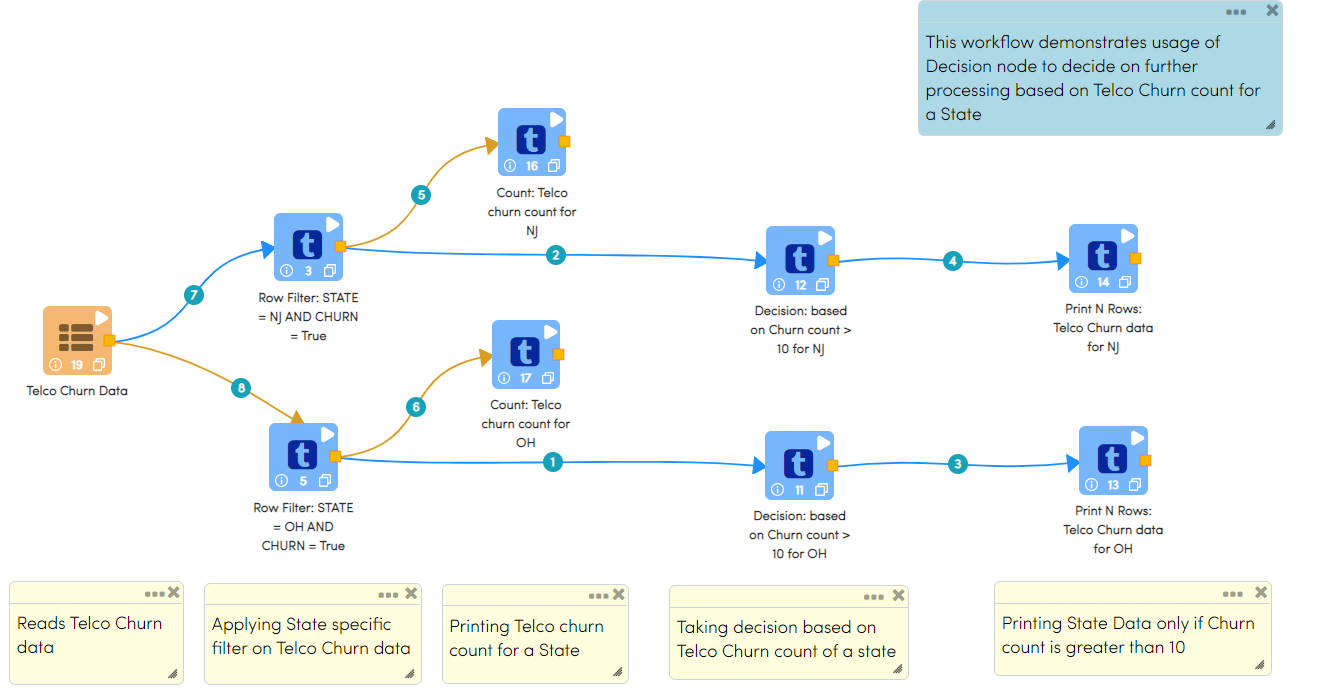 This workflow demonstrates usage of
Decision node to decide on further
processing based on Telco Churn count for
a State
t
16
Count: Telco
churn count for
NJ
5
t
3
Row Filter: STATE
= NJ AND CHURN
= True
2
t
12
Decision: based
on Churn count >
10 for NJ
4
t
14
Print N Rows:
Telco Churn data
for NJ
7
19
Telco Churn Data
8
t
17
Count: Telco
churn count for
OH
6
t
5
Row Filter: STATE
= OH AND
CHURN = True
1
t
11
Decision: based
on Churn count >
10 for OH
3
t
13
Print N Rows:
Telco Churn data
for OH
Reads Telco Churn
data
Applying State specific
filter on Telco Churn data
Printing Telco churn
count for a State
Taking decision based on
Telco Churn count of a state
Printing State Data only if Churn
count is greater than 10